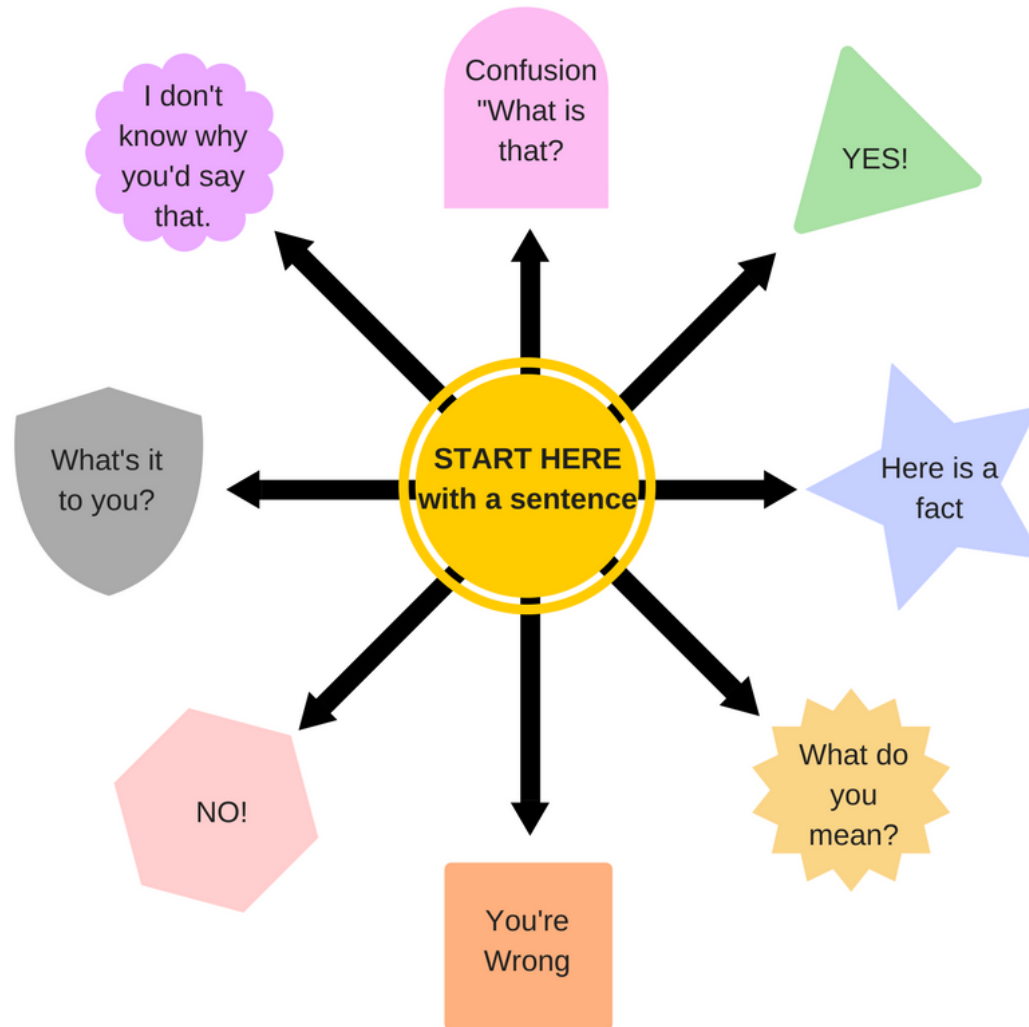 I don't
know why
you'd say
that.
Confusion
"What is
that?
YES!
What's it
to you?
START HERE
with a sentence
Here is a
fact
NO!
You're
Wrong
What do
you
mean?